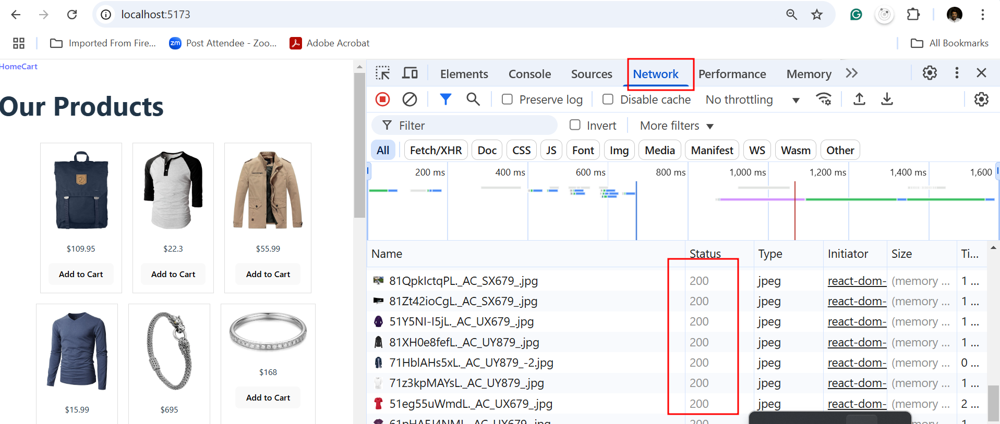 localhost:5173
Imported From Fire...
zm Post Attendee - Zoo...
Adobe Acrobat
All Bookmarks
HomeCart
Our Products
$109.95
$22.3
$55.99
Add to Cart
Add to Cart
Add to Cart
$15.99
$695
$168
Add to Cart
Elements Console Sources Network Performance Memory
Preserve log Disable cache No throttling
Filter Invert More filters
All Fetch/XHR Doc CSS JS Font Img Media Manifest WS Wasm Other
200 ms 400 ms 600 ms 800 ms 1,000 ms 1,200 ms 1,400 ms 1,600
Name Status Type Initiator Size Ti...
81QpkIctqPL._AC_SX679_.jpg 200 jpeg react-dom- (memory ... 1 ...
81Zt42ioCgL._AC_SX679_.jpg 200 jpeg react-dom- (memory ... 1 ...
51Y5NI-I5jL._AC_UX679_.jpg 200 jpeg react-dom- (memory ... 1 ...
81XH0e8fefL._AC_UY879_.jpg 200 jpeg react-dom- (memory ... 1 ...
71HblAHs5xL._AC_UY879_-2.jpg 200 jpeg react-dom- (memory ... 0 ...
71z3kpMAYsL._AC_UY879_.jpg 200 jpeg react-dom- (memory ... 1 ...
51eg55uWmdL._AC_UX679_.jpg 200 jpeg react-dom- (memory ... 2 ...
200